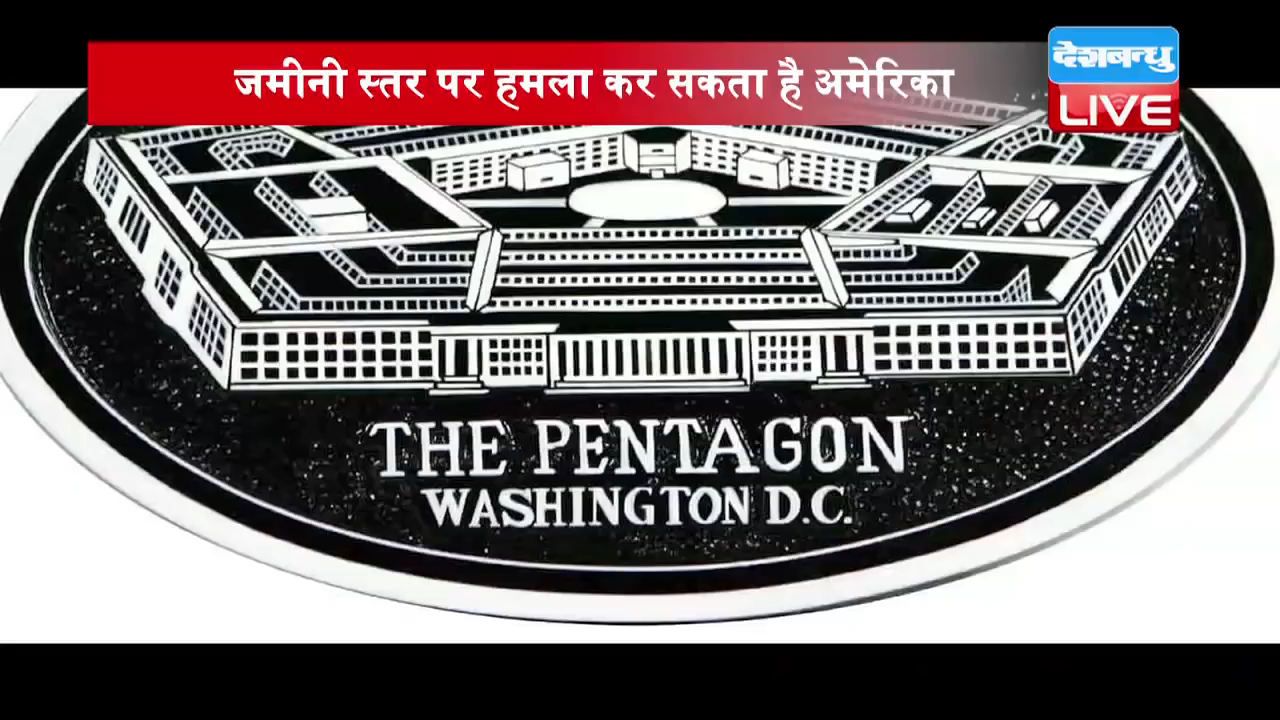 जमीनी स्तर पर हमला कर सकता है अमेरिका
देशबन्धु
LIVE
THE PENTAGON
WASHINGTON D.C.